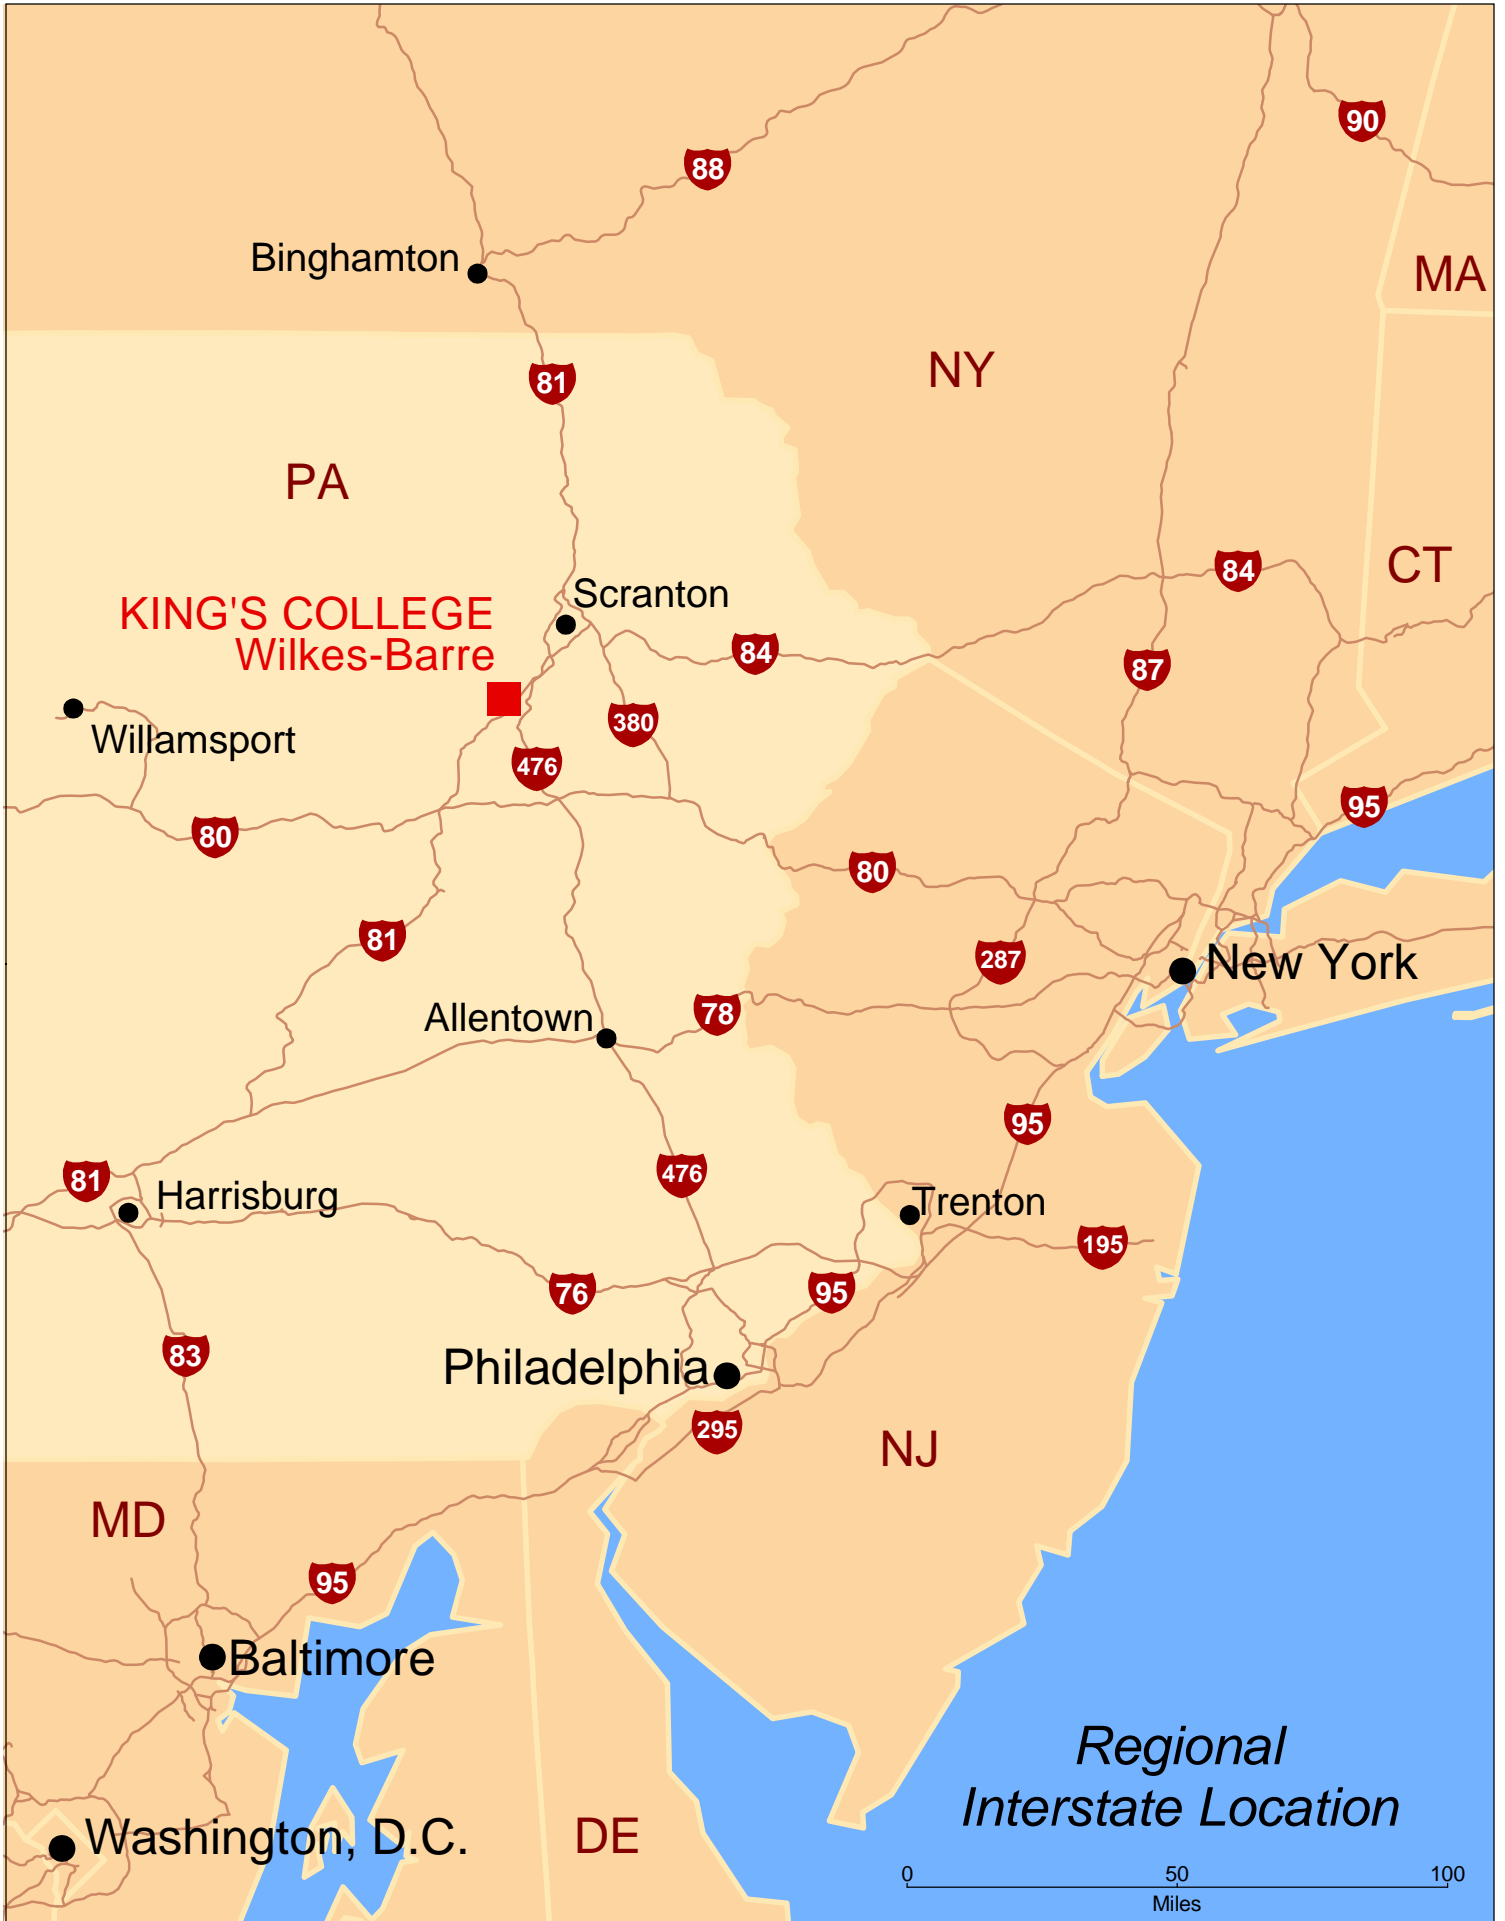 90
88
Binghamton
MA
NY
81
PA
CT
84
Scranton
KING'S COLLEGE
Wilkes-Barre
84
87
380
Willamsport
476
95
80
80
81
287
New York
78
Allentown
95
476
81
Harrisburg
Trenton
195
76
95
83
Philadelphia
295
NJ
MD
95
Baltimore
Regional
Interstate Location
Washington, D.C.
DE
0 50 100
Miles